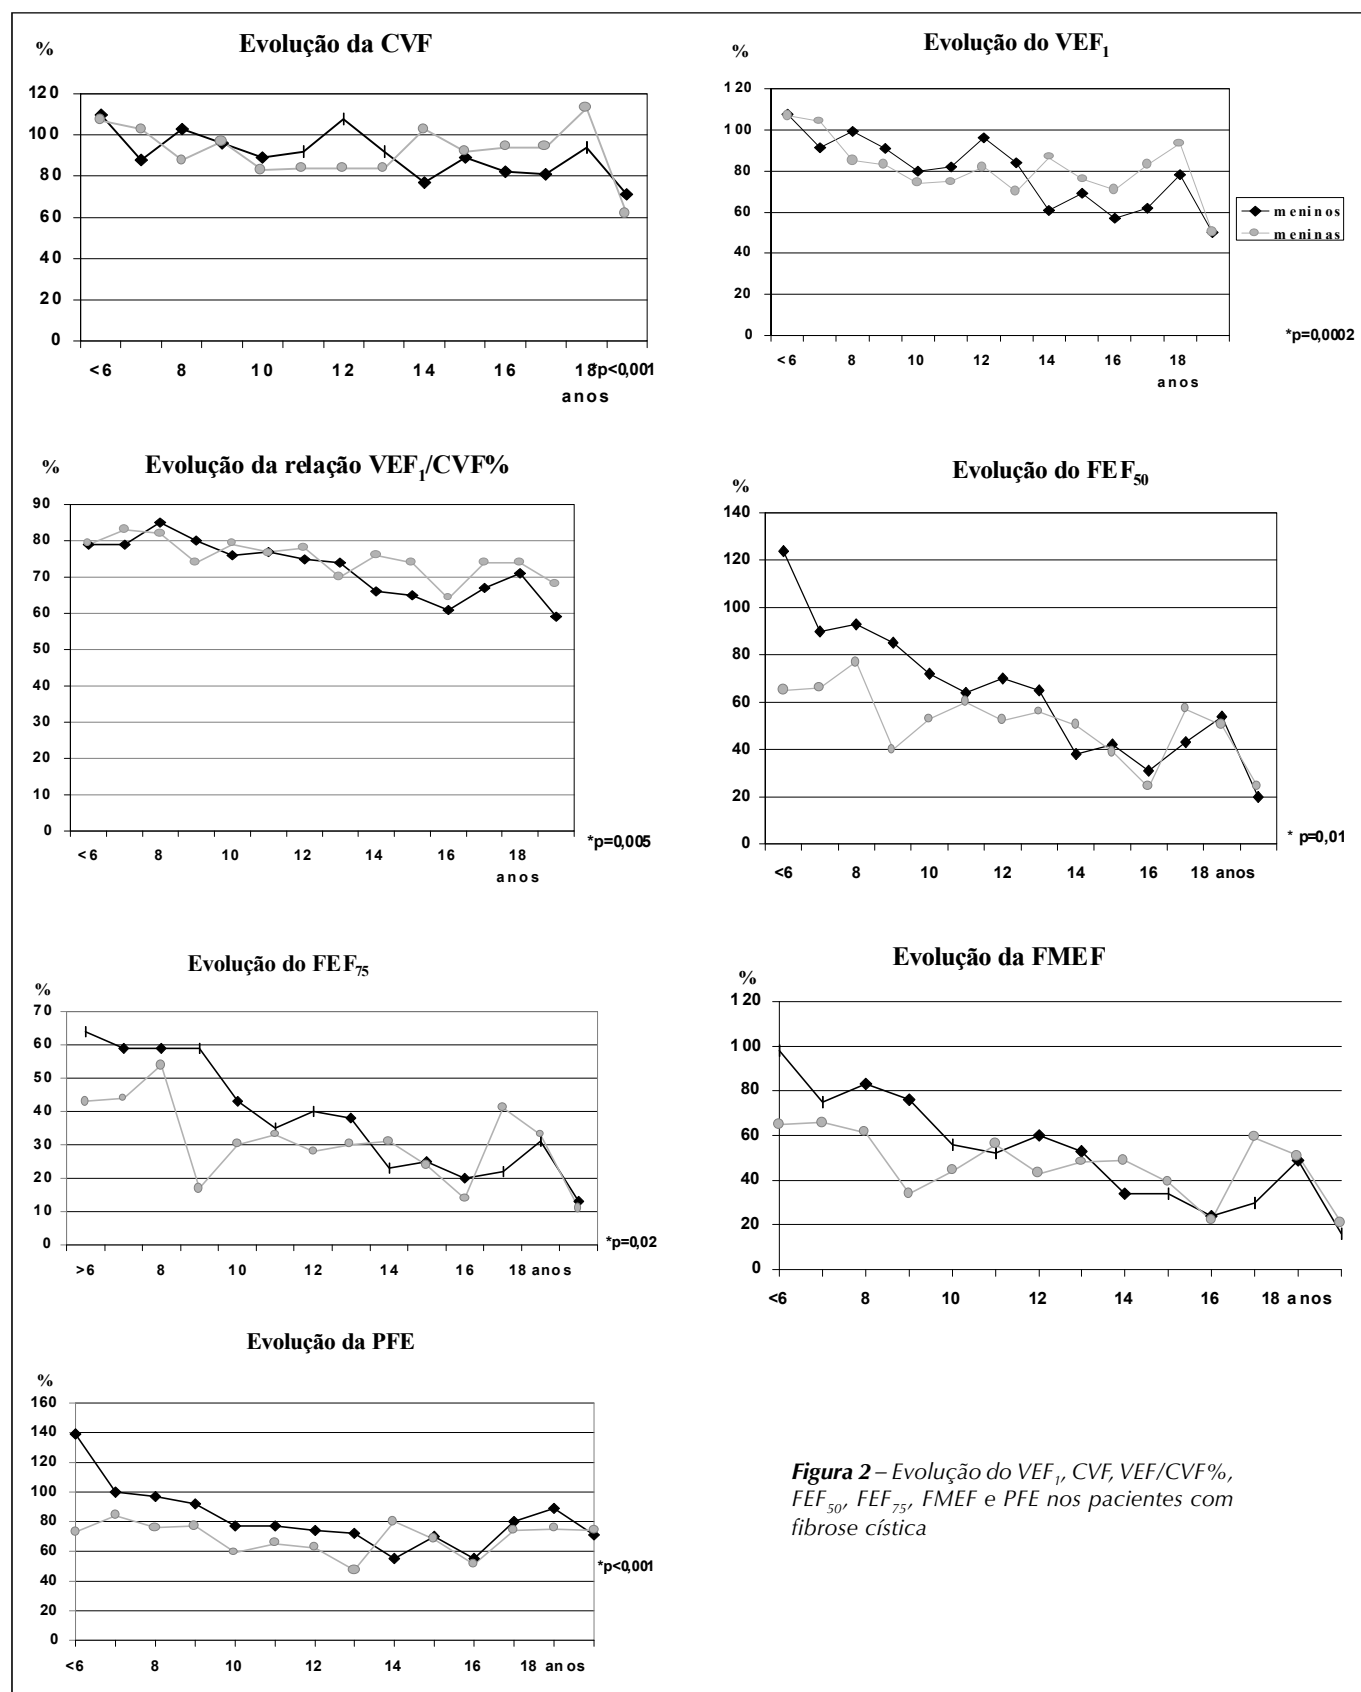 Evolução da CVF
%
120
100
80
60
40
20
0
<6 8 10 12 14 16 18 *p<0,001
anos
Evolução do VEF₁
%
120
100
80
60
40
20
0
<6 8 10 12 14 16 18
anos
meninos
meninas
*p=0,0002
Evolução da relação VEF₁/CVF%
%
90
80
70
60
50
40
30
20
10
0
<6 8 10 12 14 16 18
anos
*p=0,005
Evolução do FEF₅₀
%
140
120
100
80
60
40
20
0
<6 8 10 12 14 16 18 anos
* p=0,01
Evolução do FEF₇₅
%
70
60
50
40
30
20
10
0
>6 8 10 12 14 16 18 anos
*p=0,02
Evolução da FMEF
%
120
100
80
60
40
20
0
<6 8 10 12 14 16 18 anos
Evolução da PFE
%
160
140
120
100
80
60
40
20
0
<6 8 10 12 14 16 18 anos
*p<0,001
Figura 2 – Evolução do VEF₁, CVF, VEF/CVF%,
FEF₅₀, FEF₇₅, FMEF e PFE nos pacientes com
fibrose cística